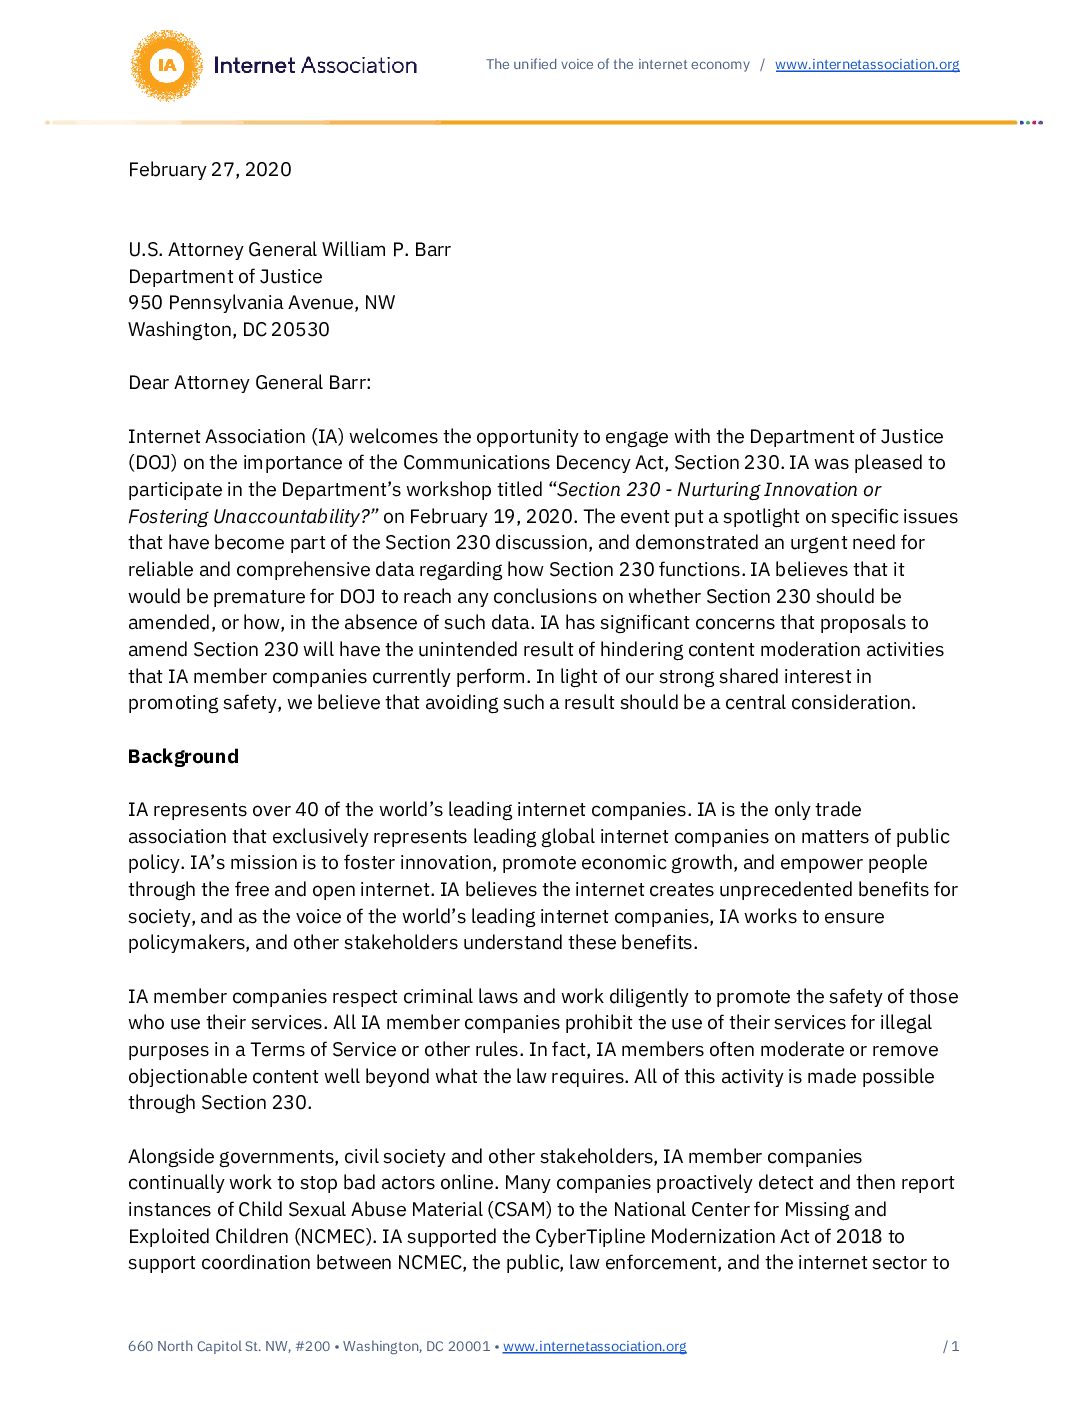 IA Internet Association
The unified voice of the internet economy / www.internetassociation.org
February 27, 2020
U.S. Attorney General William P. Barr
Department of Justice
950 Pennsylvania Avenue, NW
Washington, DC 20530
Dear Attorney General Barr:
Internet Association (IA) welcomes the opportunity to engage with the Department of Justice
(DOJ) on the importance of the Communications Decency Act, Section 230. IA was pleased to
participate in the Department’s workshop titled “Section 230 - Nurturing Innovation or
Fostering Unaccountability?” on February 19, 2020. The event put a spotlight on specific issues
that have become part of the Section 230 discussion, and demonstrated an urgent need for
reliable and comprehensive data regarding how Section 230 functions. IA believes that it
would be premature for DOJ to reach any conclusions on whether Section 230 should be
amended, or how, in the absence of such data. IA has significant concerns that proposals to
amend Section 230 will have the unintended result of hindering content moderation activities
that IA member companies currently perform. In light of our strong shared interest in
promoting safety, we believe that avoiding such a result should be a central consideration.
Background
IA represents over 40 of the world’s leading internet companies. IA is the only trade
association that exclusively represents leading global internet companies on matters of public
policy. IA’s mission is to foster innovation, promote economic growth, and empower people
through the free and open internet. IA believes the internet creates unprecedented benefits for
society, and as the voice of the world’s leading internet companies, IA works to ensure
policymakers, and other stakeholders understand these benefits.
IA member companies respect criminal laws and work diligently to promote the safety of those
who use their services. All IA member companies prohibit the use of their services for illegal
purposes in a Terms of Service or other rules. In fact, IA members often moderate or remove
objectionable content well beyond what the law requires. All of this activity is made possible
through Section 230.
Alongside governments, civil society and other stakeholders, IA member companies
continually work to stop bad actors online. Many companies proactively detect and then report
instances of Child Sexual Abuse Material (CSAM) to the National Center for Missing and
Exploited Children (NCMEC). IA supported the CyberTipline Modernization Act of 2018 to
support coordination between NCMEC, the public, law enforcement, and the internet sector to
660 North Capitol St. NW, #200 • Washington, DC 20001 • www.internetassociation.org / 1